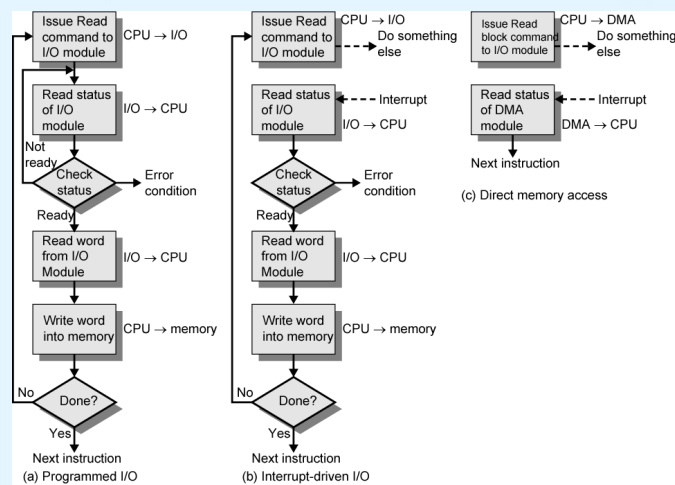 Issue Read
command to
I/O module
CPU → I/O
Read status
of I/O
module
I/O → CPU
Not
ready
Check
status
Error
condition
Ready
Read word
from I/O
Module
I/O → CPU
Write word
into memory
CPU → memory
No
Done?
Yes
Next instruction
(a) Programmed I/O
Issue Read
command to
I/O module
CPU → I/O
Do something
else
Read status
of I/O
module
Interrupt
I/O → CPU
Check
status
Error
condition
Ready
Read word
from I/O
Module
I/O → CPU
Write word
into memory
CPU → memory
No
Done?
Yes
Next instruction
(b) Interrupt-driven I/O
Issue Read
block command
to I/O module
CPU → DMA
Do something
else
Read status
of DMA
module
Interrupt
DMA → CPU
Next instruction
(c) Direct memory access